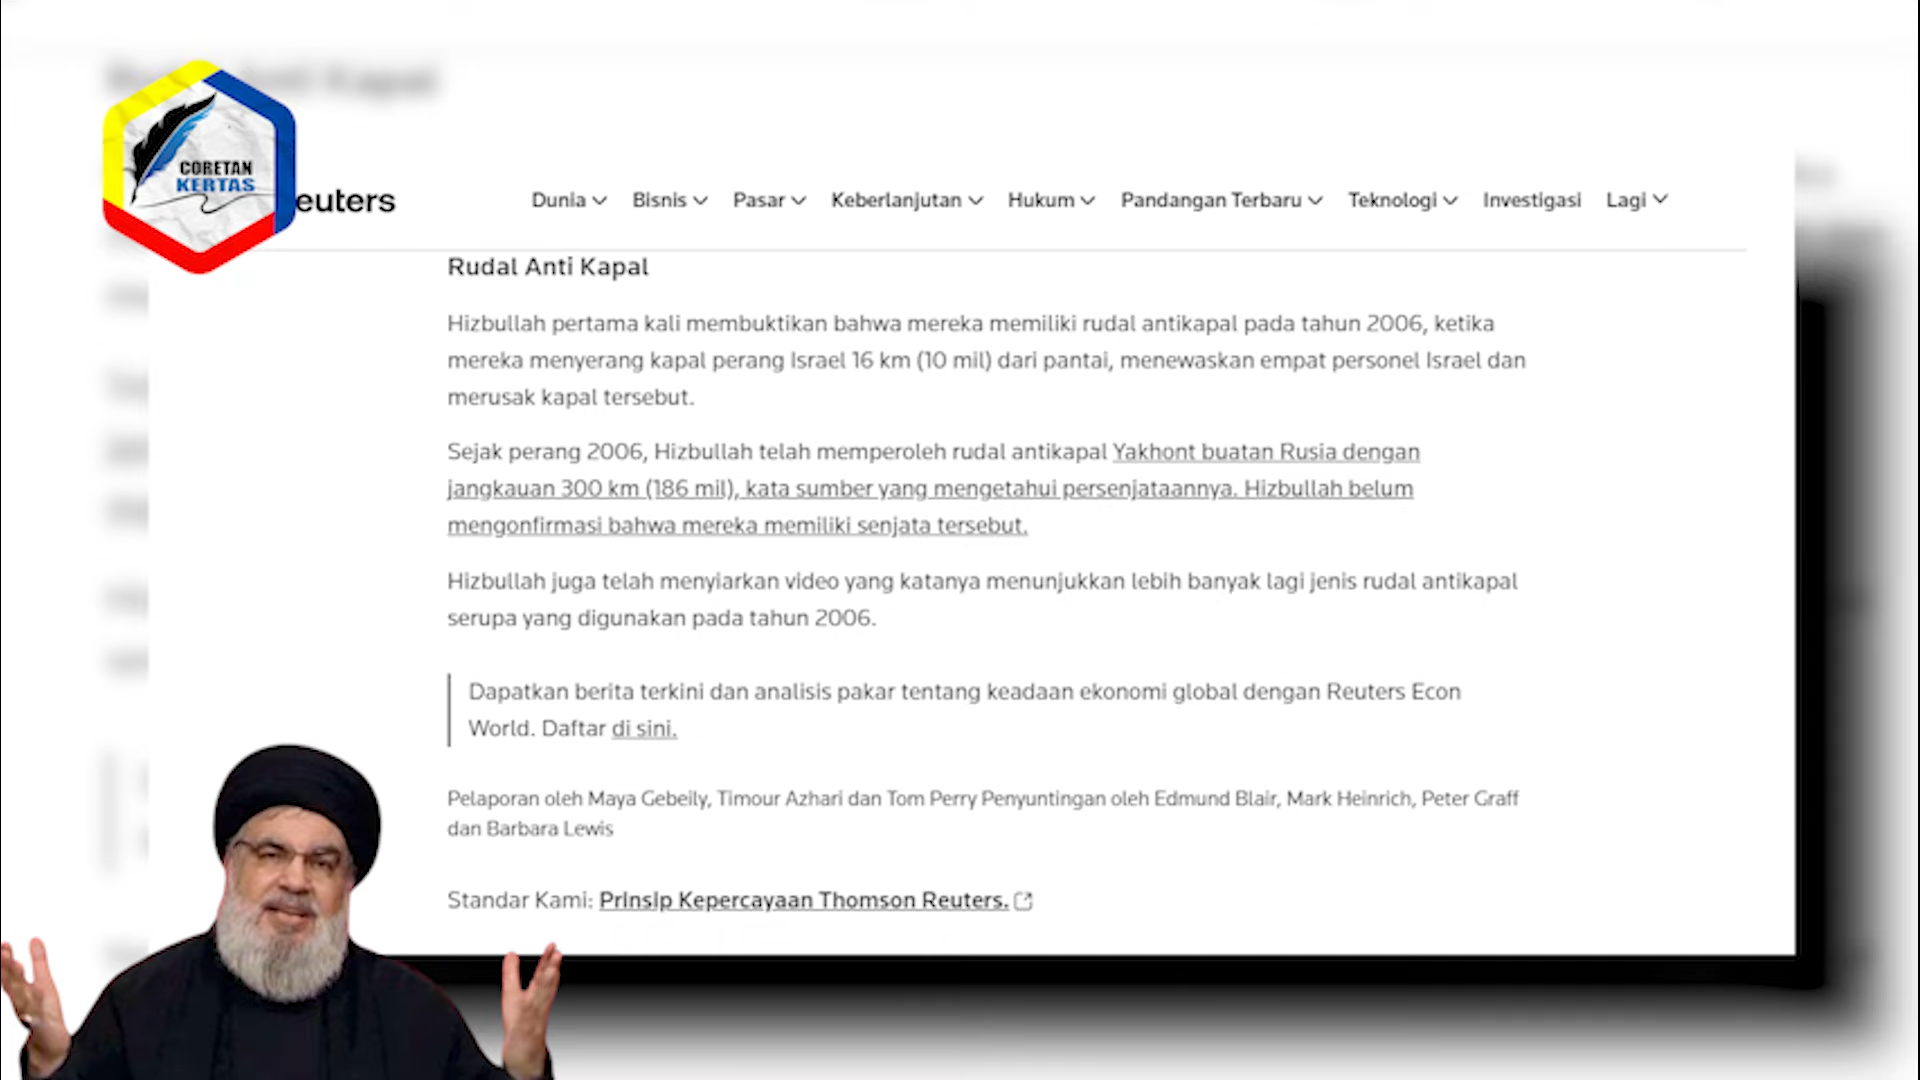 CORETAN
KERTAS
euters
Dunia Bisnis Pasar Keberlanjutan Hukum Pandangan Terbaru Teknologi Investigasi Lagi
Rudal Anti Kapal
Hizbullah pertama kali membuktikan bahwa mereka memiliki rudal antikapal pada tahun 2006, ketika
mereka menyerang kapal perang Israel 16 km (10 mil) dari pantai, menewaskan empat personel Israel dan
merusak kapal tersebut.
Sejak perang 2006, Hizbullah telah memperoleh rudal antikapal Yakhont buatan Rusia dengan
jangkauan 300 km (186 mil), kata sumber yang mengetahui persenjataannya. Hizbullah belum
mengonfirmasi bahwa mereka memiliki senjata tersebut.
Hizbullah juga telah menyiarkan video yang katanya menunjukkan lebih banyak lagi jenis rudal antikapal
serupa yang digunakan pada tahun 2006.
Dapatkan berita terkini dan analisis pakar tentang keadaan ekonomi global dengan Reuters Econ
World. Daftar di sini.
Pelaporan oleh Maya Gebeily, Timour Azhari dan Tom Perry Penyuntingan oleh Edmund Blair, Mark Heinrich, Peter Graff
dan Barbara Lewis
Standar Kami: Prinsip Kepercayaan Thomson Reuters.